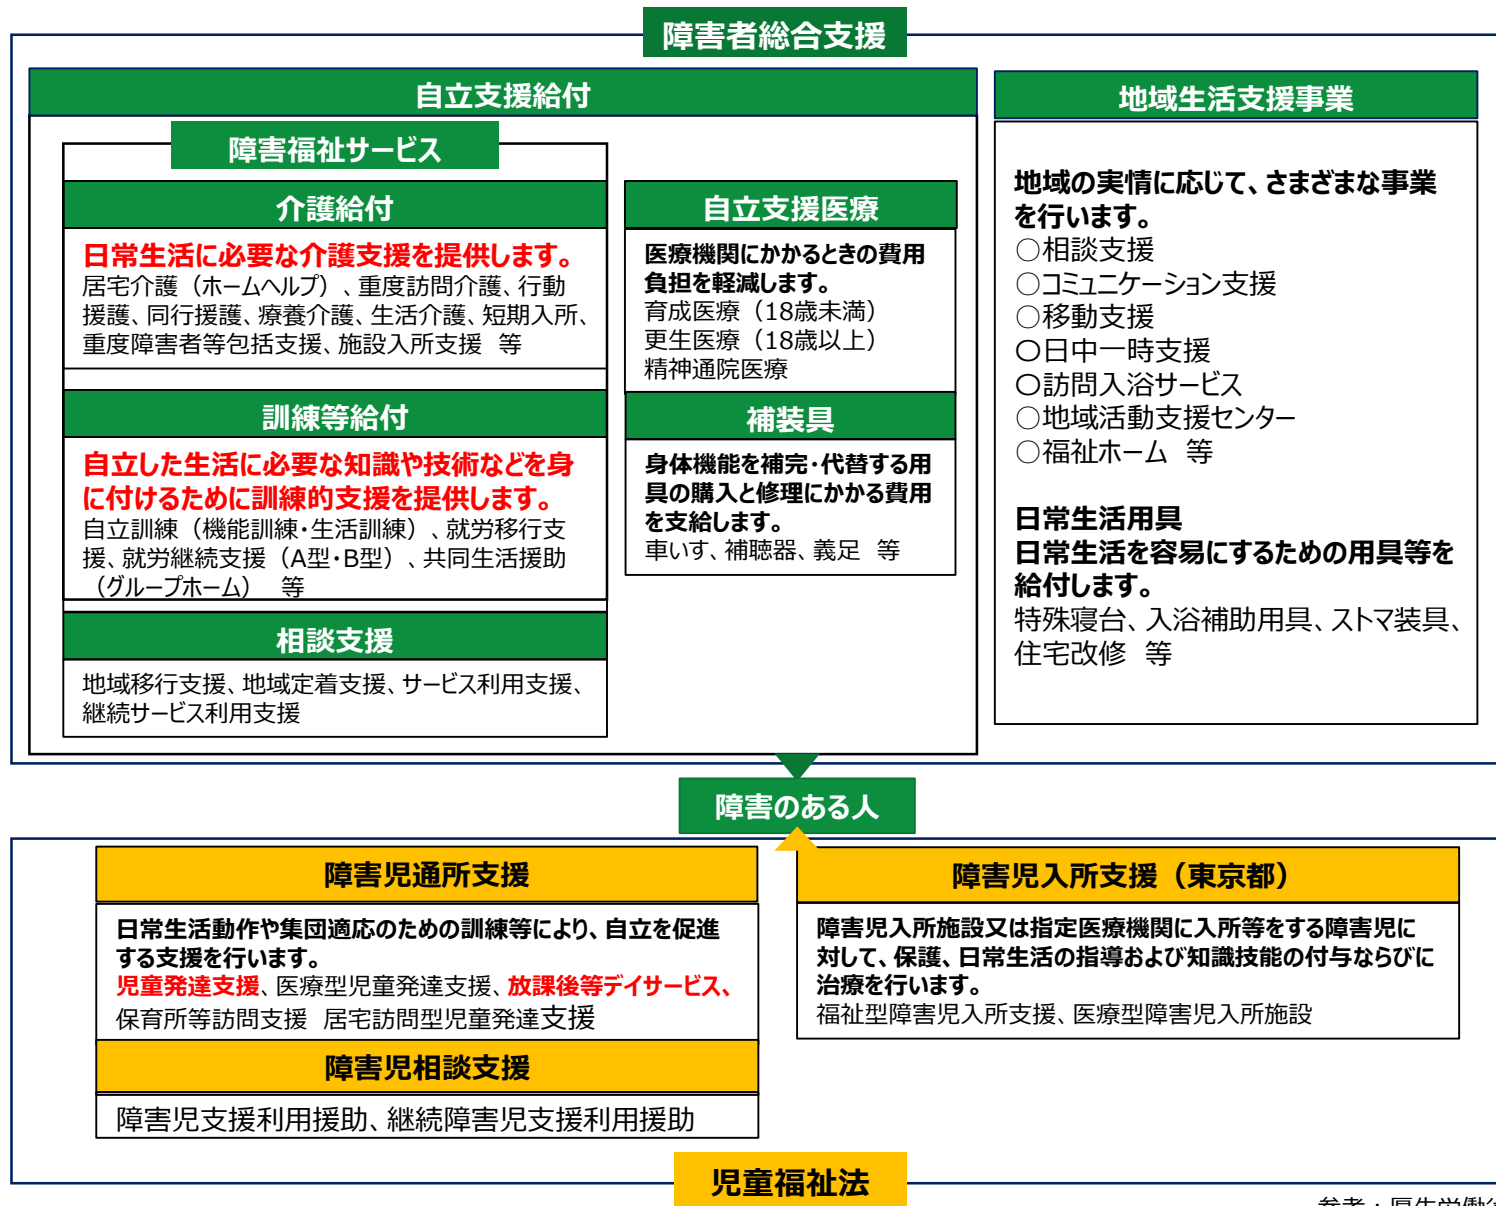 障害者総合支援
自立支援給付
障害福祉サービス
介護給付
日常生活に必要な介護支援を提供します。
居宅介護（ホームヘルプ）、重度訪問介護、行動
援護、同行援護、療養介護、生活介護、短期入所、
重度障害者等包括支援、施設入所支援　等
訓練等給付
自立した生活に必要な知識や技術などを身
に付けるために訓練的支援を提供します。
自立訓練（機能訓練・生活訓練）、就労移行支
援、就労継続支援（A型・B型）、共同生活援助
（グループホーム）　等
相談支援
地域移行支援、地域定着支援、サービス利用支援、
継続サービス利用支援
自立支援医療
医療機関にかかるときの費用
負担を軽減します。
育成医療（18歳未満）
更生医療（18歳以上）
精神通院医療
補装具
身体機能を補完・代替する用
具の購入と修理にかかる費用
を支給します。
車いす、補聴器、義足　等
地域生活支援事業
地域の実情に応じて、さまざまな事業
を行います。
○相談支援
○コミュニケーション支援
○移動支援
〇日中一時支援
〇訪問入浴サービス
○地域活動支援センター
○福祉ホーム　等
日常生活用具
日常生活を容易にするための用具等を
給付します。
特殊寝台、入浴補助用具、ストマ装具、
住宅改修　等
障害のある人
障害児通所支援
日常生活動作や集団適応のための訓練等により、自立を促進
する支援を行います。
児童発達支援、医療型児童発達支援、放課後等デイサービス、
保育所等訪問支援　居宅訪問型児童発達支援
障害児相談支援
障害児支援利用援助、継続障害児支援利用援助
障害児入所支援（東京都）
障害児入所施設又は指定医療機関に入所等をする障害児に
対して、保護、日常生活の指導および知識技能の付与ならびに
治療を行います。
福祉型障害児入所支援、医療型障害児入所施設
児童福祉法
参考：厚生労働省